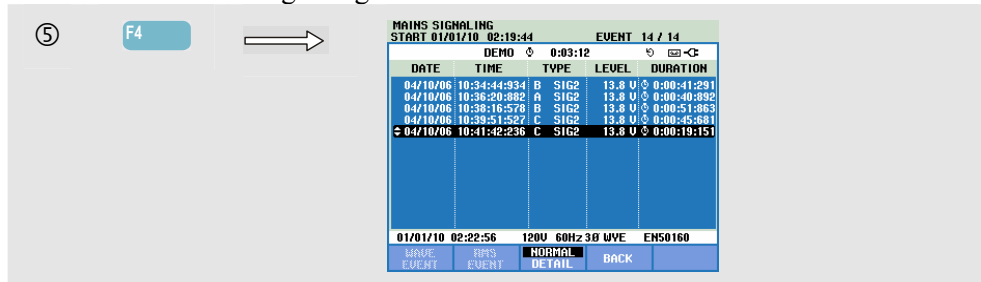 ⑤ F4
MAINS SIGNALING
START 01/01/10 02:19:44 EVENT 14 / 14
DEMO 0:03:12
DATE TIME TYPE LEVEL DURATION
04/10/06 10:34:44:934 B SIG2 13.8 V 0:00:41:291
04/10/06 10:36:20:882 A SIG2 13.8 V 0:00:40:892
04/10/06 10:38:16:578 B SIG2 13.8 V 0:00:51:863
04/10/06 10:39:51:527 C SIG2 13.8 V 0:00:45:681
04/10/06 10:41:42:236 C SIG2 13.8 V 0:00:19:151
01/01/10 02:22:56 120V 60Hz 3Ø WYE EN50160
WAVE EVENT RMS EVENT NORMAL DETAIL BACK